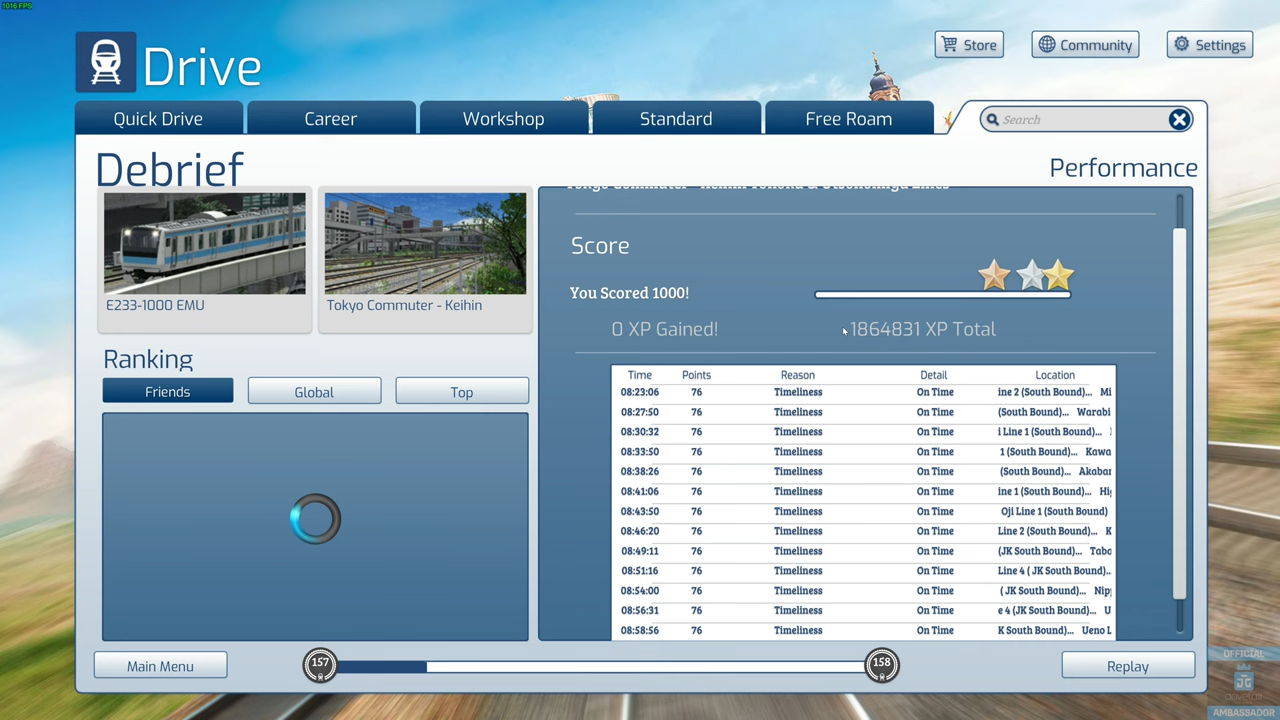 1016 FPS
Drive
Store
Community
Settings
Quick Drive
Career
Workshop
Standard
Free Roam
Search
Debrief
Performance
E233-1000 EMU
Tokyo Commuter - Keihin
Score
You Scored 1000!
0 XP Gained!
1864831 XP Total
Ranking
Friends
Global
Top
Time Points Reason Detail Location
08:23:06 76 Timeliness On Time ine 2 (South Bound)... Mi
08:27:50 76 Timeliness On Time (South Bound)... Warabi
08:30:32 76 Timeliness On Time i Line 1 (South Bound)...
08:33:50 76 Timeliness On Time 1 (South Bound)... Kawa
08:38:26 76 Timeliness On Time (South Bound)... Akabar
08:41:06 76 Timeliness On Time ine 1 (South Bound)... Hi
08:43:50 76 Timeliness On Time Oji Line 1 (South Bound)
08:46:20 76 Timeliness On Time Line 2 (South Bound)... K
08:49:11 76 Timeliness On Time (JK South Bound)... Taba
08:51:16 76 Timeliness On Time Line 4 ( JK South Bound)..
08:54:00 76 Timeliness On Time ( JK South Bound)... Nip
08:56:31 76 Timeliness On Time e 4 (JK South Bound)... U
08:58:56 76 Timeliness On Time K South Bound)... Ueno L
Main Menu
157
158
Replay
OFFICIAL
AMBASSADOR